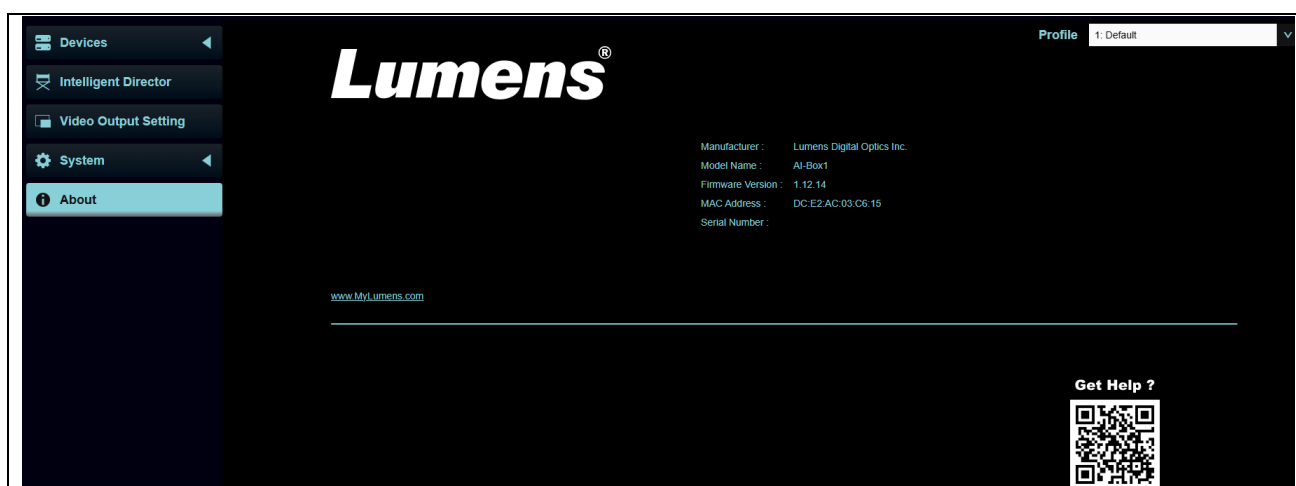 Devices
Intelligent Director
Video Output Setting
System
About
Profile 1: Default
Lumens®
Manufacturer : Lumens Digital Optics Inc.
Model Name : AI-Box1
Firmware Version : 1.12.14
MAC Address : DC:E2:AC:03:C6:15
Serial Number :
www.MyLumens.com
Get Help ?